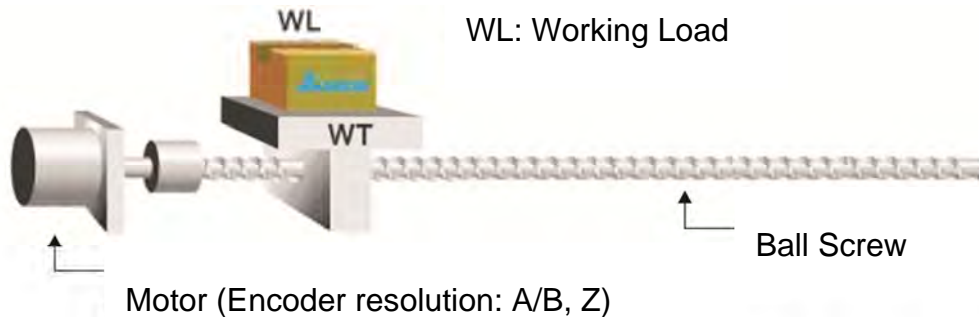 WL
WL: Working Load
WT
Ball Screw
Motor (Encoder resolution: A/B, Z)